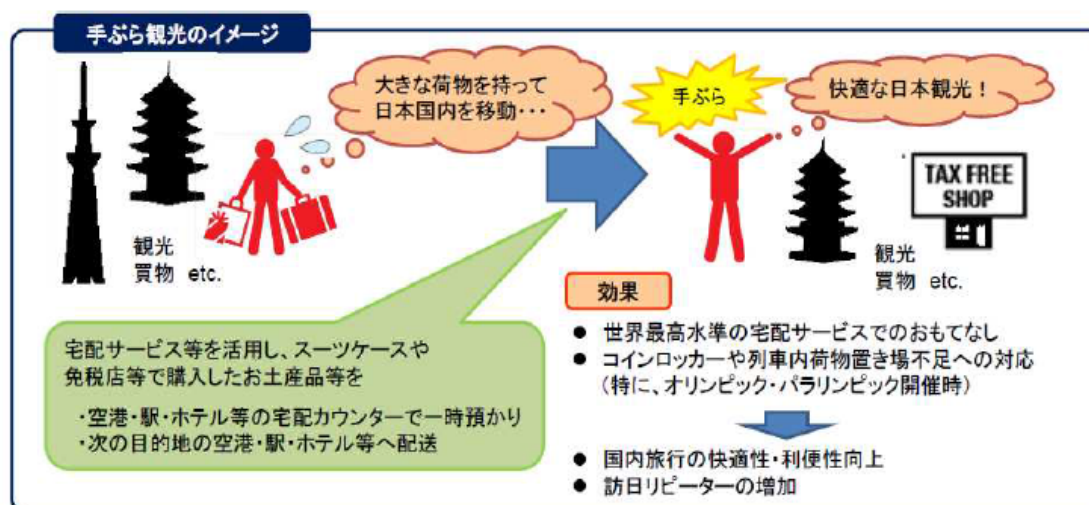 手ぶら観光のイメージ
大きな荷物を持って
日本国内を移動・・・
観光
買物 etc.
手ぶら
快適な日本観光！
TAX FREE
SHOP
観光
買物 etc.
宅配サービス等を活用し、スーツケースや
免税店等で購入したお土産品等を
・空港・駅・ホテル等の宅配カウンターで一時預かり
・次の目的地の空港・駅・ホテル等へ配送
効果
● 世界最高水準の宅配サービスでのおもてなし
● コインロッカーや列車内荷物置き場不足への対応
（特に、オリンピック・パラリンピック開催時）
● 国内旅行の快適性・利便性向上
● 訪日リピーターの増加